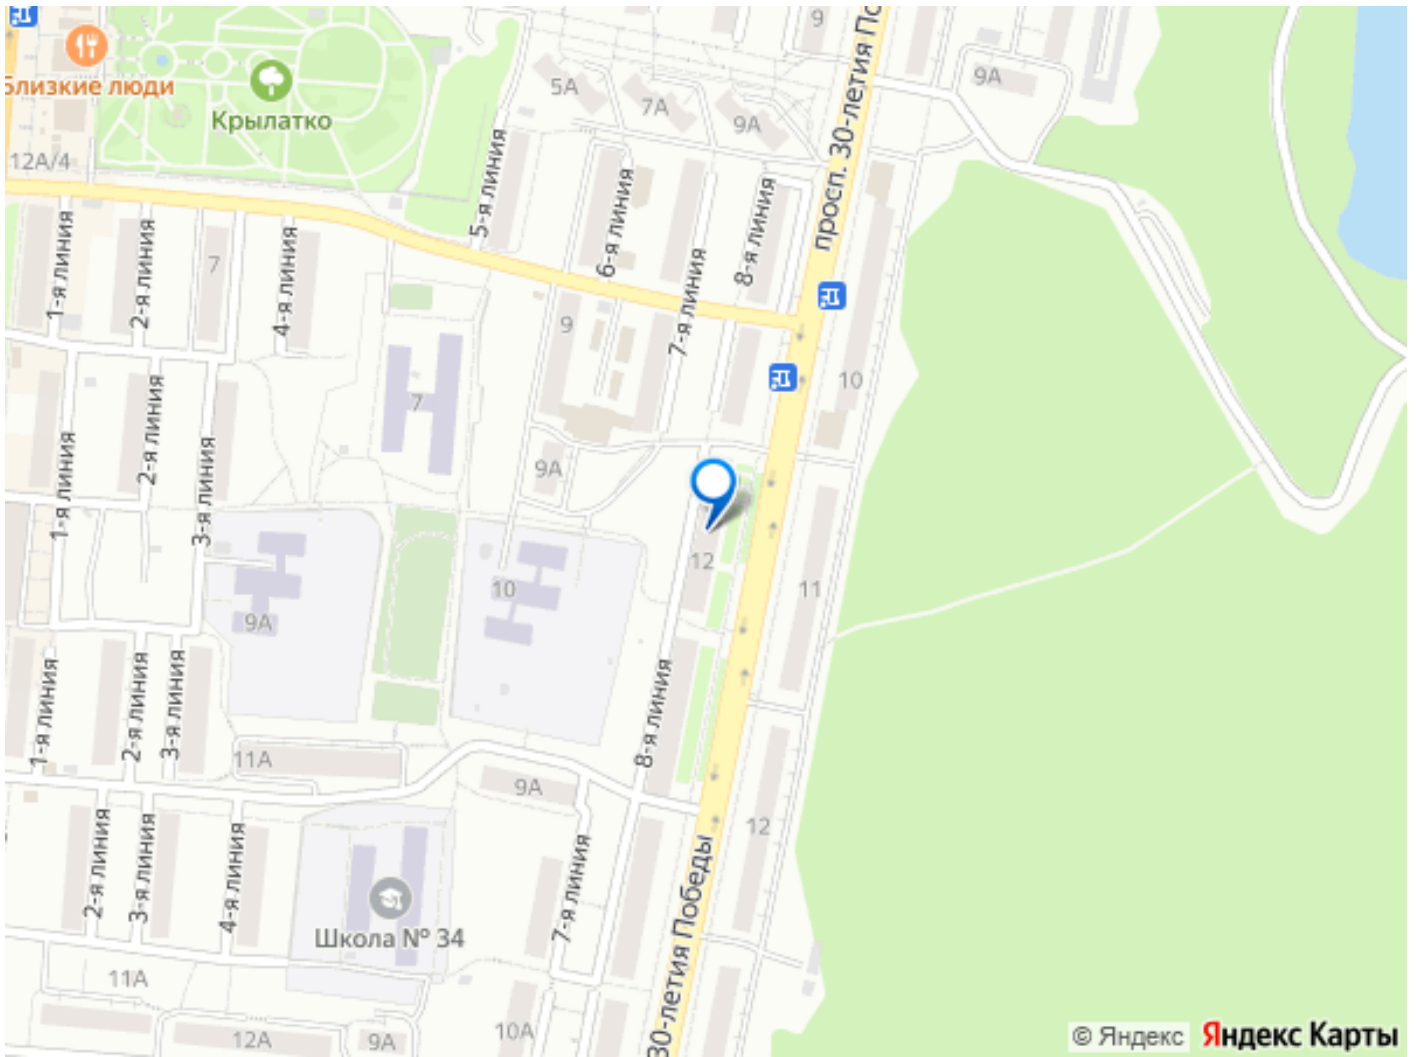 9
просп. 30-летия По
Близкие люди
Крылатко
5А
7А
9А
9А
12А/4
5-я линия
6-я линия
7-я линия
8-я линия
1-я линия
2-я линия
7
4-я линия
9
10
7
2-я линия
3-я линия
1-я линия
9А
12
10
11
9А
8-я линия
1-я линия
2-я линия
3-я линия
11А
9А
12
2-я линия
3-я линия
4-я линия
7-я линия
Школа № 34
30-летия Победы
11А
12А
9А
10А
© Яндекс Яндекс Карты